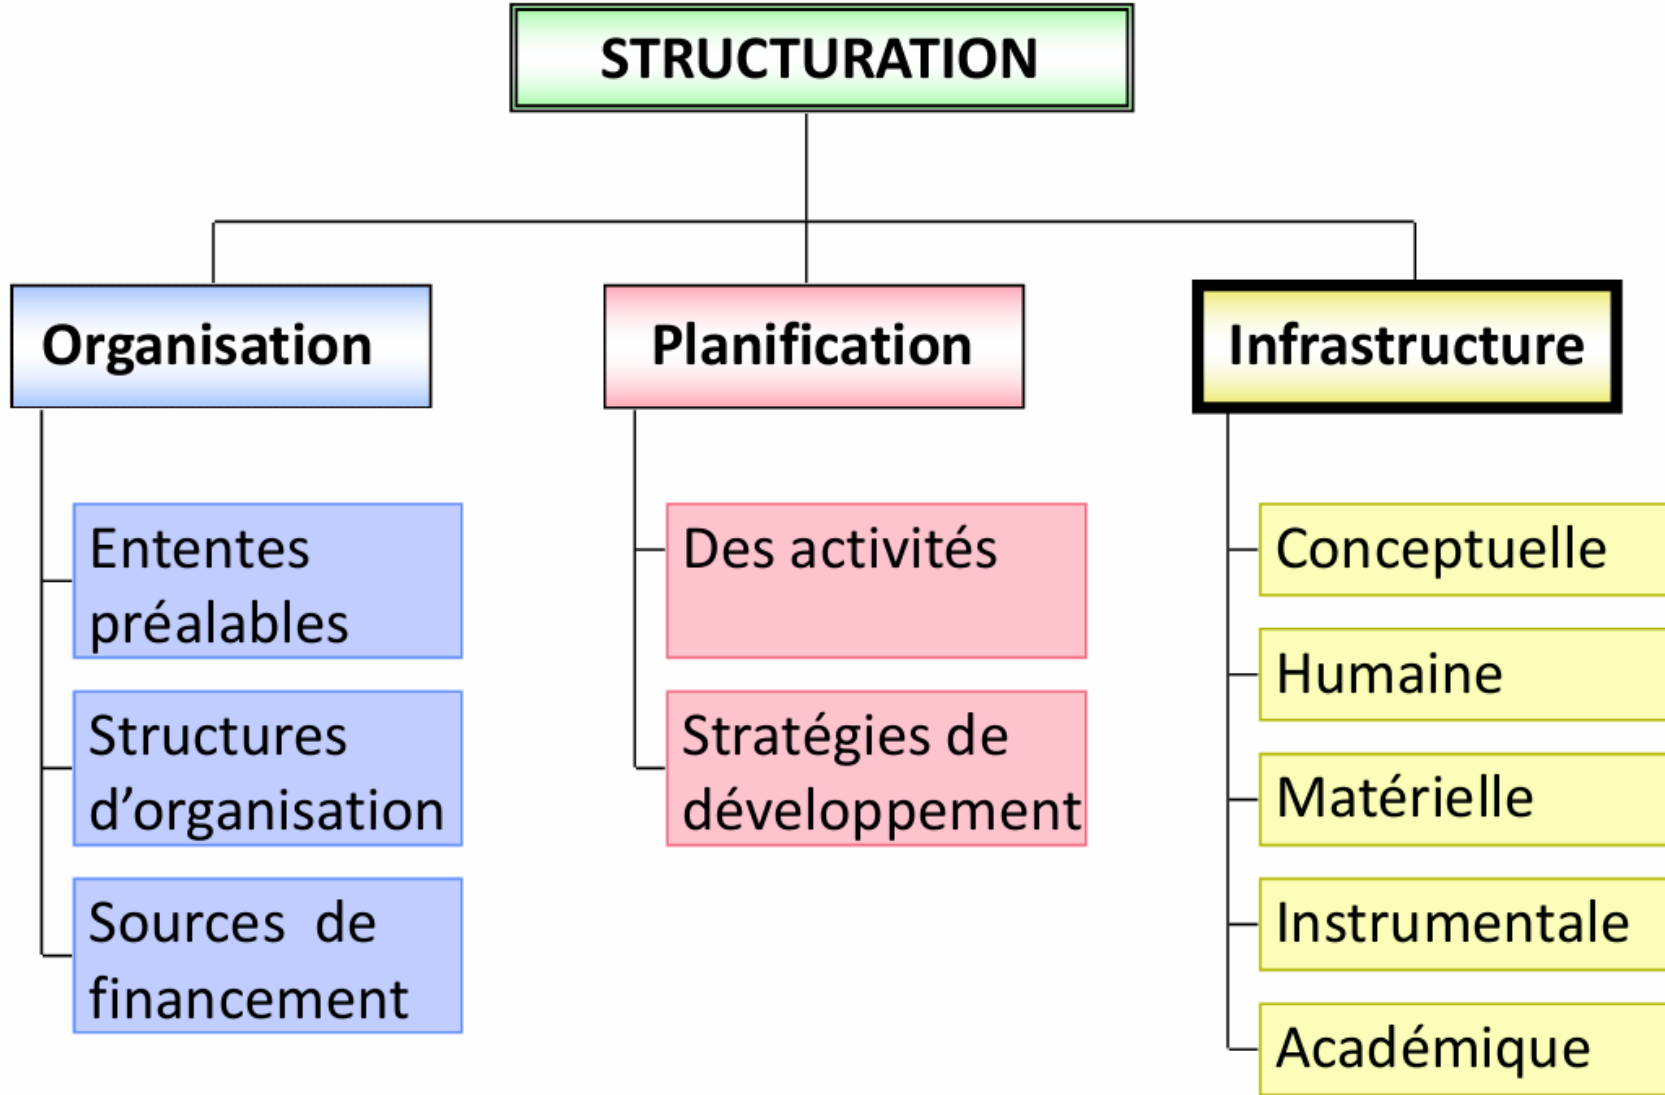 STRUCTURATION
Organisation
Planification
Infrastructure
Ententes
préalables
Structures
d’organisation
Sources  de
financement
Des activités
Stratégies de
développement
Conceptuelle
Humaine
Matérielle
Instrumentale
Académique